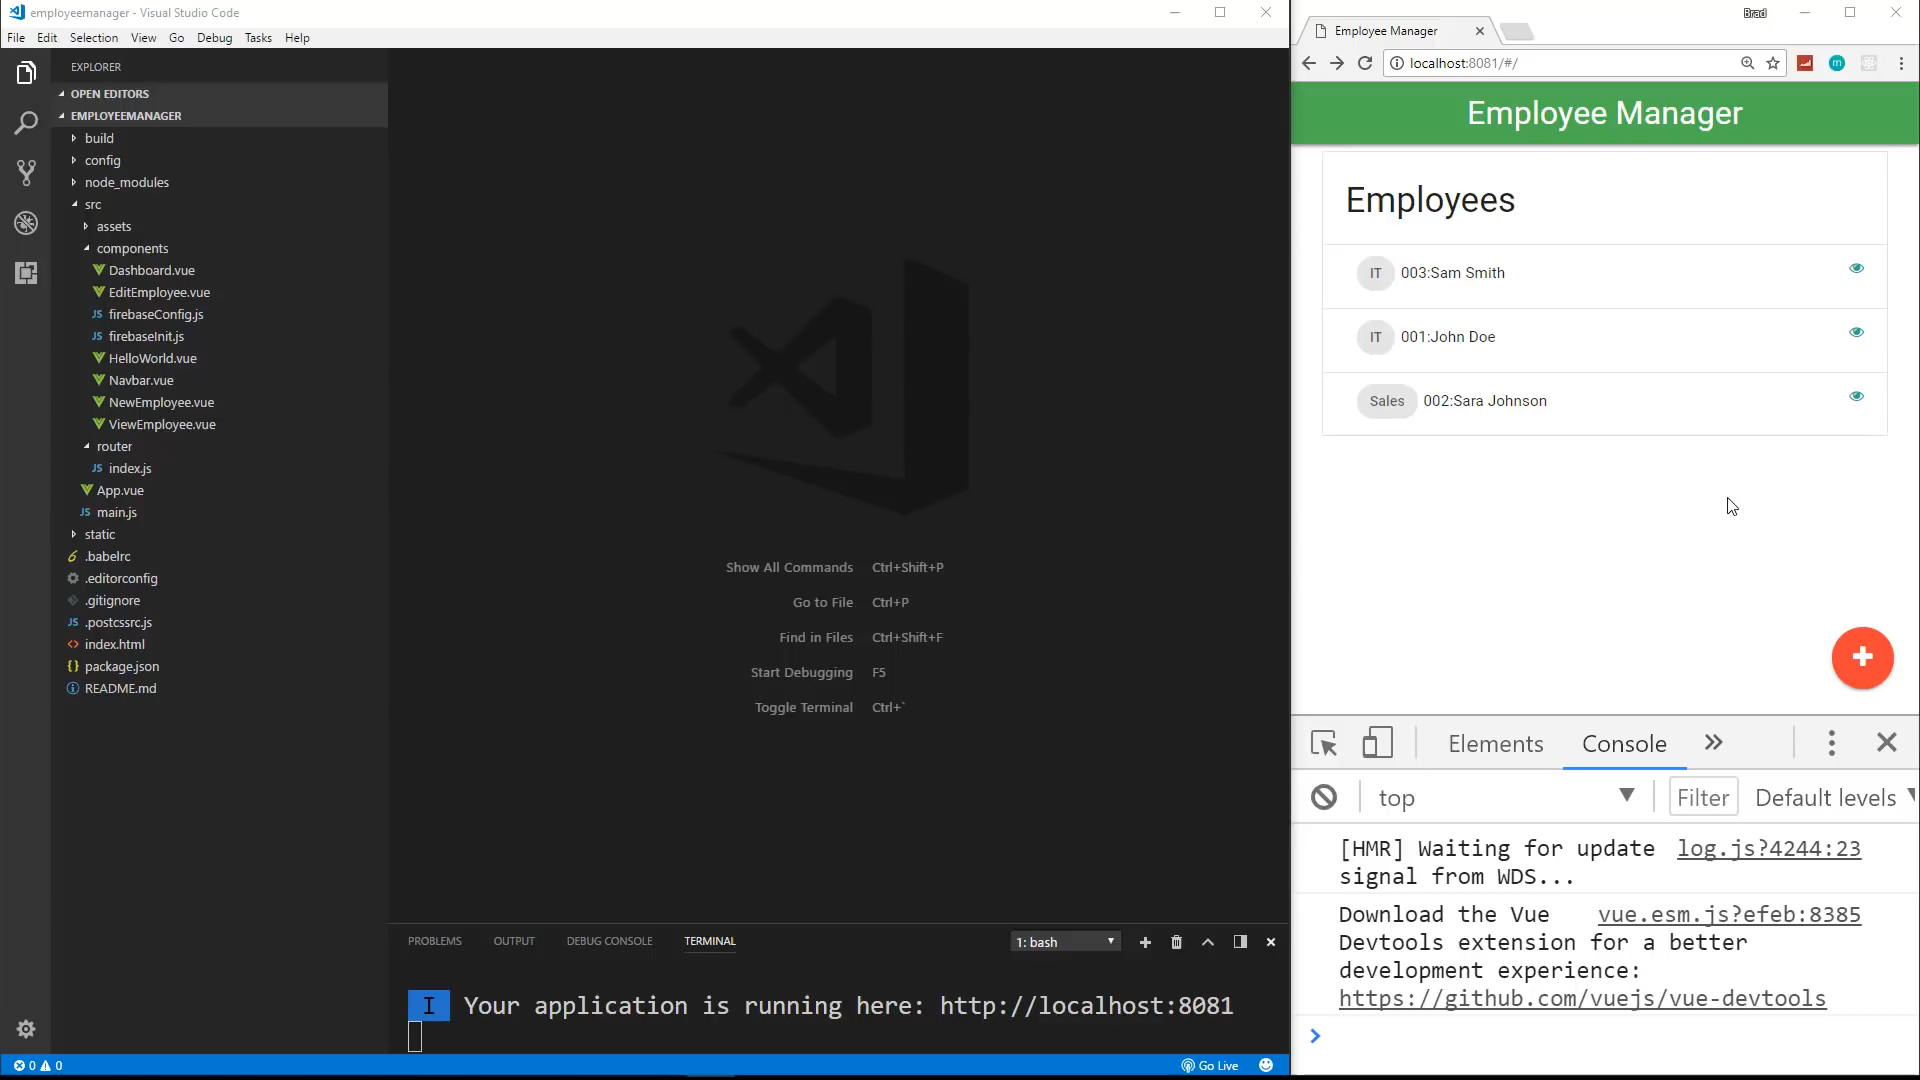 employeemanager - Visual Studio Code
File Edit Selection View Go Debug Tasks Help
EXPLORER
OPEN EDITORS
EMPLOYEEMANAGER
build
config
node_modules
src
assets
components
Dashboard.vue
EditEmployee.vue
JS firebaseConfig.js
JS firebaseInit.js
HelloWorld.vue
Navbar.vue
NewEmployee.vue
ViewEmployee.vue
router
JS index.js
App.vue
JS main.js
static
.babelrc
.editorconfig
.gitignore
JS .postcssrc.js
<> index.html
{} package.json
README.md
Show All Commands Ctrl+Shift+P
Go to File Ctrl+P
Find in Files Ctrl+Shift+F
Start Debugging F5
Toggle Terminal Ctrl+`
PROBLEMS OUTPUT DEBUG CONSOLE TERMINAL
1: bash
I Your application is running here: http://localhost:8081
0 0
Go Live
Brad
Employee Manager
localhost:8081/#/
Employee Manager
Employees
IT 003:Sam Smith
IT 001:John Doe
Sales 002:Sara Johnson
Elements Console
top Filter Default levels
[HMR] Waiting for update log.js?4244:23
signal from WDS...
Download the Vue vue.esm.js?efeb:8385
Devtools extension for a better
development experience:
https://github.com/vuejs/vue-devtools